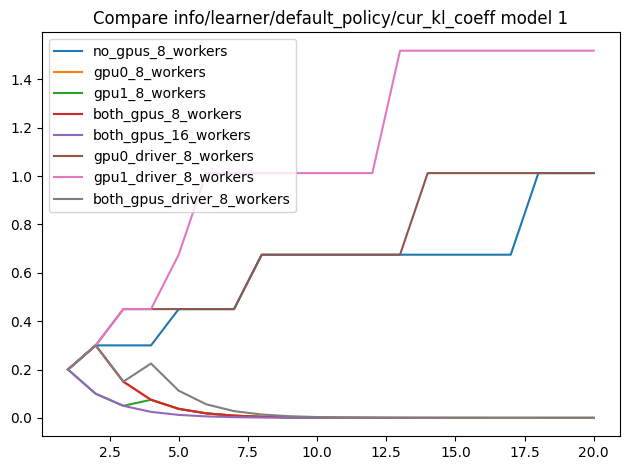 Compare info/learner/default_policy/cur_kl_coeff model 1
no_gpus_8_workers
gpu0_8_workers
gpu1_8_workers
both_gpus_8_workers
both_gpus_16_workers
gpu0_driver_8_workers
gpu1_driver_8_workers
both_gpus_driver_8_workers
1.4
1.2
1.0
0.8
0.6
0.4
0.2
0.0
2.5 5.0 7.5 10.0 12.5 15.0 17.5 20.0